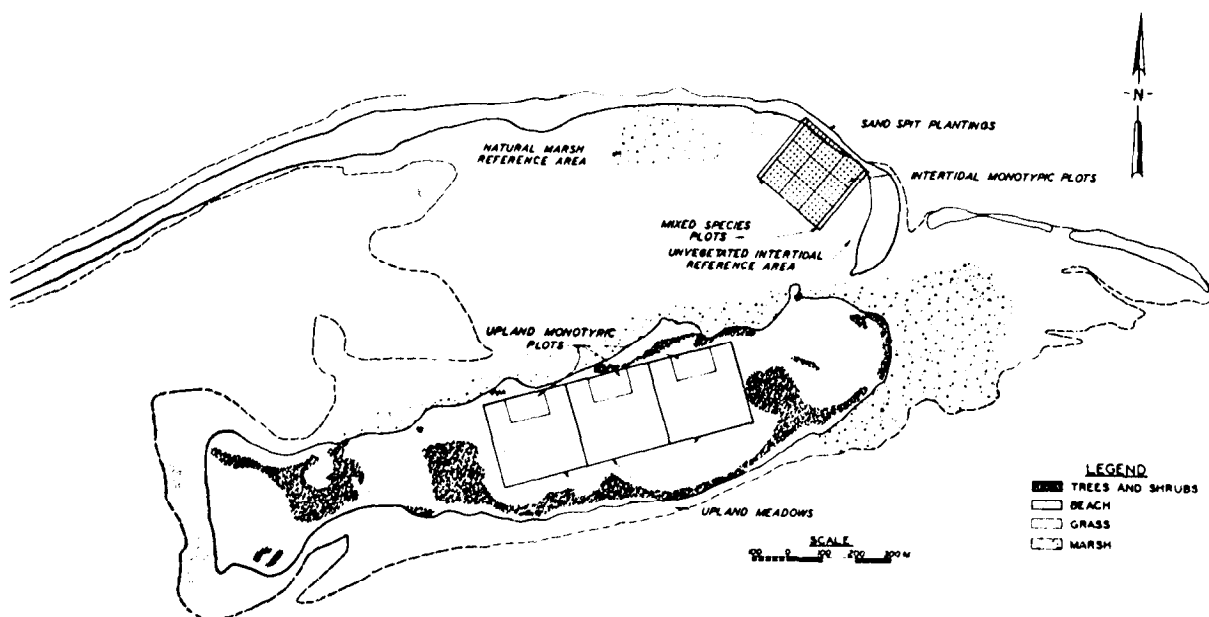 -N-
SAND SPIT PLANTINGS
NATURAL MARSH
REFERENCE AREA
INTERTIDAL MONOTYPIC PLOTS
MIXED SPECIES
PLOTS
UNVEGETATED INTERTIDAL
REFERENCE AREA
UPLAND MONOTYRIC
PLOTS
UPLAND MEADOWS
LEGEND
TREES AND SHRUBS
BEACH
GRASS
MARSH
SCALE
100 0 100 200 300 M